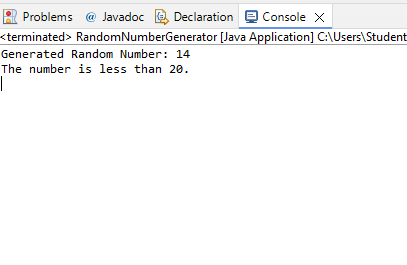 Problems @ Javadoc Declaration Console
<terminated> RandomNumberGenerator [Java Application] C:\Users\Student
Generated Random Number: 14
The number is less than 20.